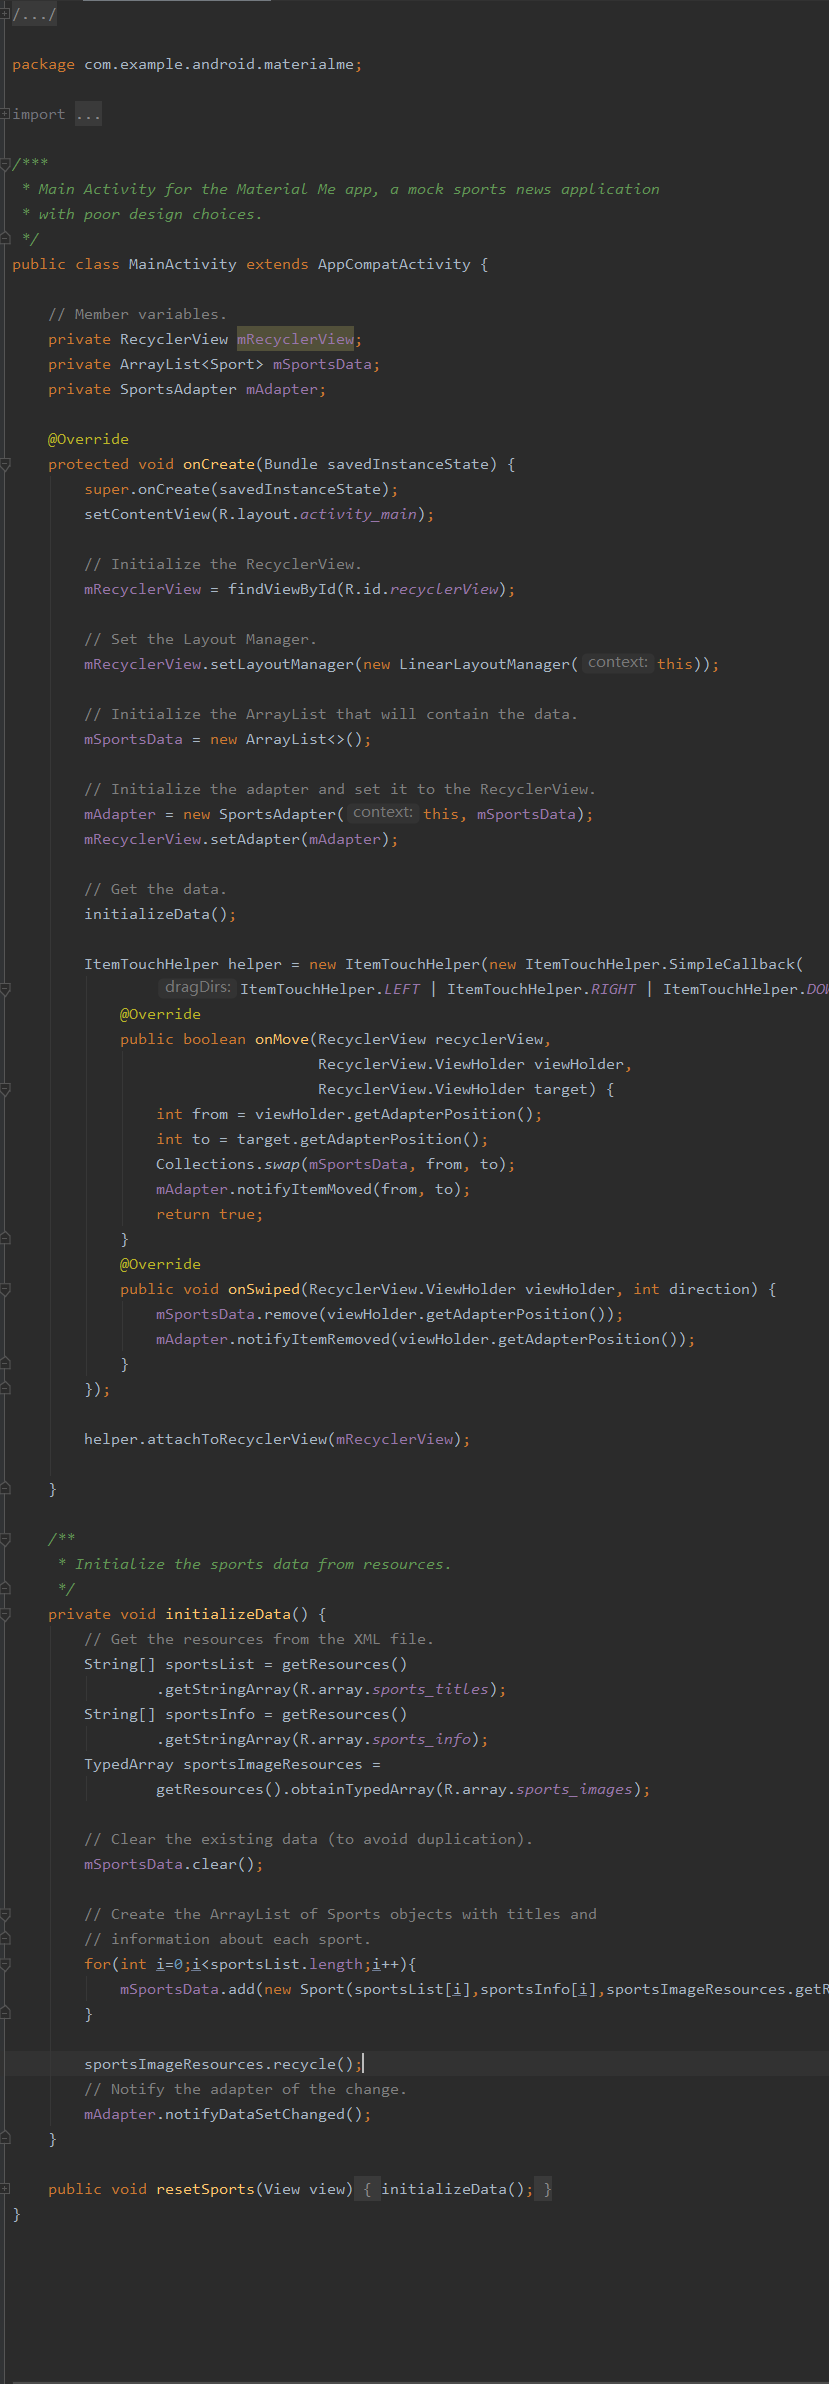 /.../
package com.example.android.materialme;
import ...
/***
* Main Activity for the Material Me app, a mock sports news application
* with poor design choices.
*/
public class MainActivity extends AppCompatActivity {
// Member variables.
private RecyclerView mRecyclerView;
private ArrayList<Sport> mSportsData;
private SportsAdapter mAdapter;
@Override
protected void onCreate(Bundle savedInstanceState) {
super.onCreate(savedInstanceState);
setContentView(R.layout.activity_main);
// Initialize the RecyclerView.
mRecyclerView = findViewById(R.id.recyclerView);
// Set the Layout Manager.
mRecyclerView.setLayoutManager(new LinearLayoutManager( context: this));
// Initialize the ArrayList that will contain the data.
mSportsData = new ArrayList<>();
// Initialize the adapter and set it to the RecyclerView.
mAdapter = new SportsAdapter( context: this, mSportsData);
mRecyclerView.setAdapter(mAdapter);
// Get the data.
initializeData();
ItemTouchHelper helper = new ItemTouchHelper(new ItemTouchHelper.SimpleCallback(
dragDirs: ItemTouchHelper.LEFT | ItemTouchHelper.RIGHT | ItemTouchHelper.DOW
@Override
public boolean onMove(RecyclerView recyclerView,
RecyclerView.ViewHolder viewHolder,
RecyclerView.ViewHolder target) {
int from = viewHolder.getAdapterPosition();
int to = target.getAdapterPosition();
Collections.swap(mSportsData, from, to);
mAdapter.notifyItemMoved(from, to);
return true;
}
@Override
public void onSwiped(RecyclerView.ViewHolder viewHolder, int direction) {
mSportsData.remove(viewHolder.getAdapterPosition());
mAdapter.notifyItemRemoved(viewHolder.getAdapterPosition());
}
});
helper.attachToRecyclerView(mRecyclerView);
}
/**
* Initialize the sports data from resources.
*/
private void initializeData() {
// Get the resources from the XML file.
String[] sportsList = getResources()
.getStringArray(R.array.sports_titles);
String[] sportsInfo = getResources()
.getStringArray(R.array.sports_info);
TypedArray sportsImageResources =
getResources().obtainTypedArray(R.array.sports_images);
// Clear the existing data (to avoid duplication).
mSportsData.clear();
// Create the ArrayList of Sports objects with titles and
// information about each sport.
for(int i=0;i<sportsList.length;i++){
mSportsData.add(new Sport(sportsList[i],sportsInfo[i],sportsImageResources.getR
}
sportsImageResources.recycle();
// Notify the adapter of the change.
mAdapter.notifyDataSetChanged();
}
public void resetSports(View view) { initializeData(); }
}